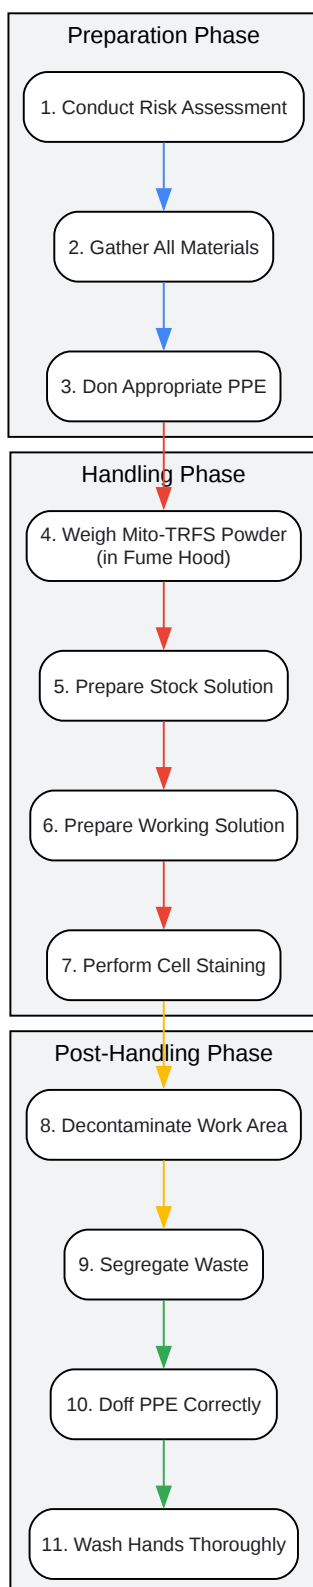 Preparation Phase
1. Conduct Risk Assessment
2. Gather All Materials
3. Don Appropriate PPE
Handling Phase
4. Weigh Mito-TRFS Powder
(in Fume Hood)
5. Prepare Stock Solution
6. Prepare Working Solution
7. Perform Cell Staining
Post-Handling Phase
8. Decontaminate Work Area
9. Segregate Waste
10. Doff PPE Correctly
11. Wash Hands Thoroughly